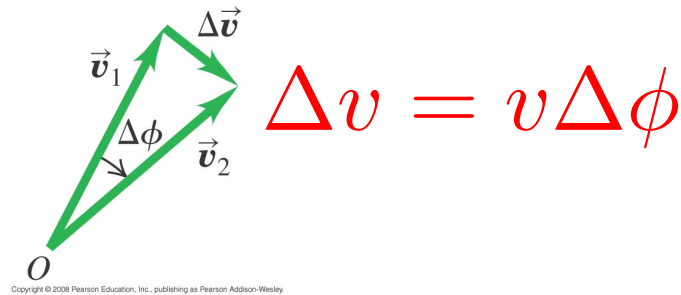 Δv⃗
v⃗₁
Δv = vΔϕ
Δϕ
v⃗₂
O
Copyright © 2008 Pearson Education, Inc., publishing as Pearson Addison-Wesley.